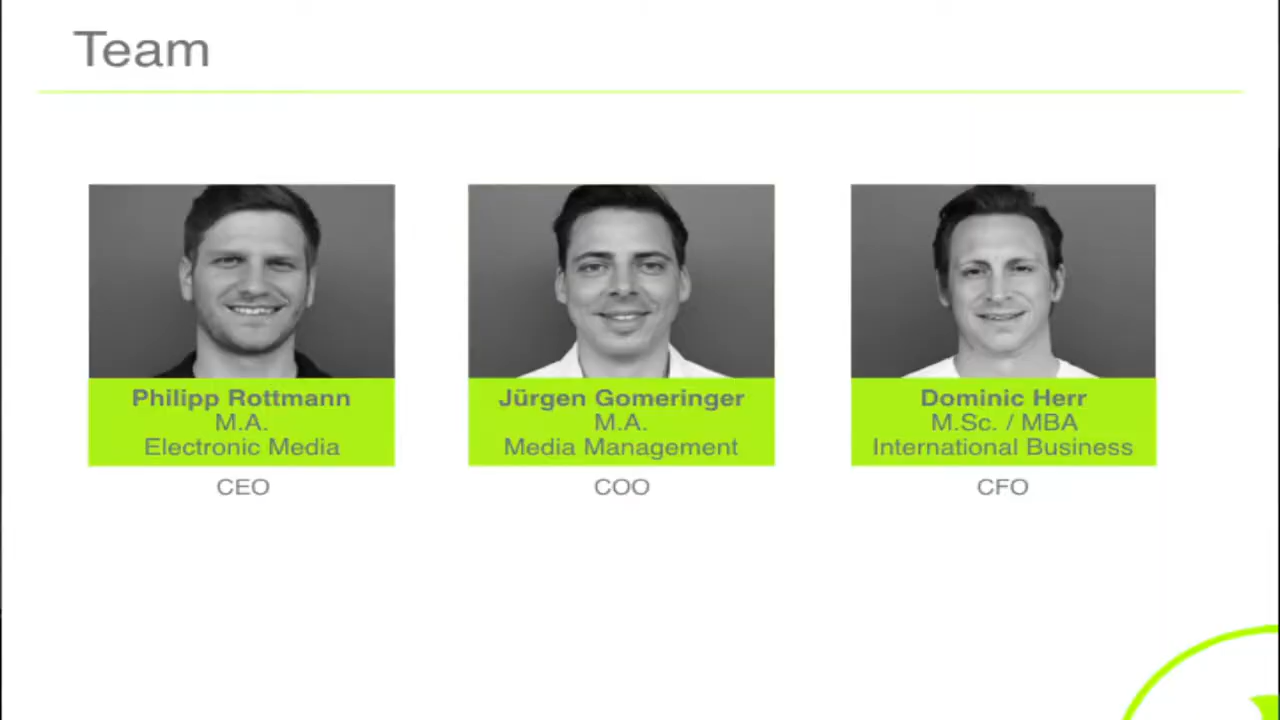 Team
Philipp Rottmann
M.A.
Electronic Media
CEO
Jürgen Gomeringer
M.A.
Media Management
COO
Dominic Herr
M.Sc. / MBA
International Business
CFO